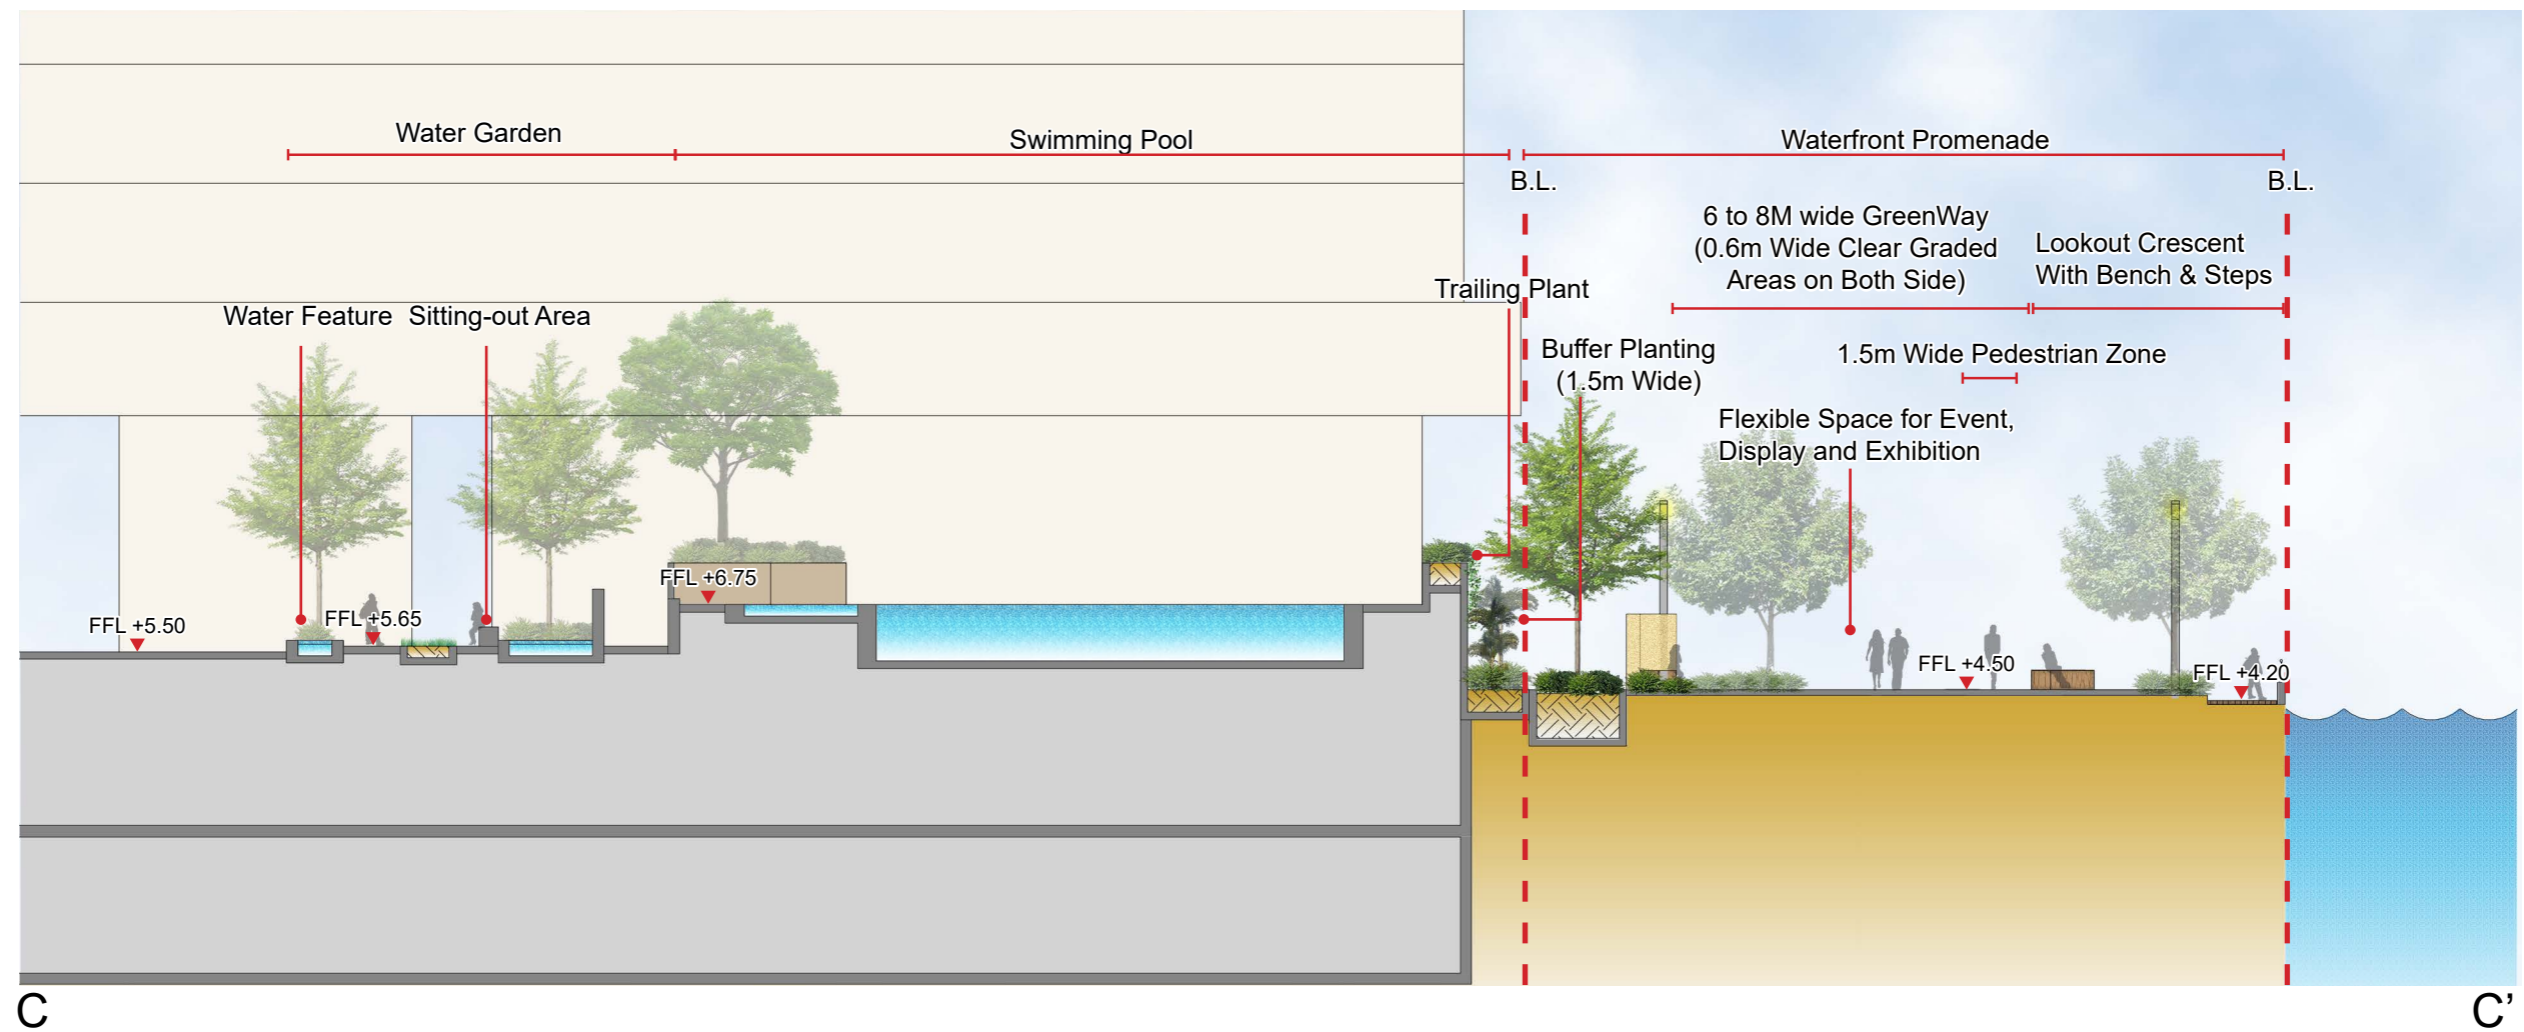 Water Garden
Swimming Pool
Waterfront Promenade
B.L.
B.L.
6 to 8M wide GreenWay
(0.6m Wide Clear Graded
Areas on Both Side)
Lookout Crescent
With Bench & Steps
Trailing Plant
Water Feature
Sitting-out Area
Buffer Planting
(1.5m Wide)
1.5m Wide Pedestrian Zone
Flexible Space for Event,
Display and Exhibition
FFL +6.75
FFL +5.50
FFL +5.65
FFL +4.50
FFL +4.20
C
C’